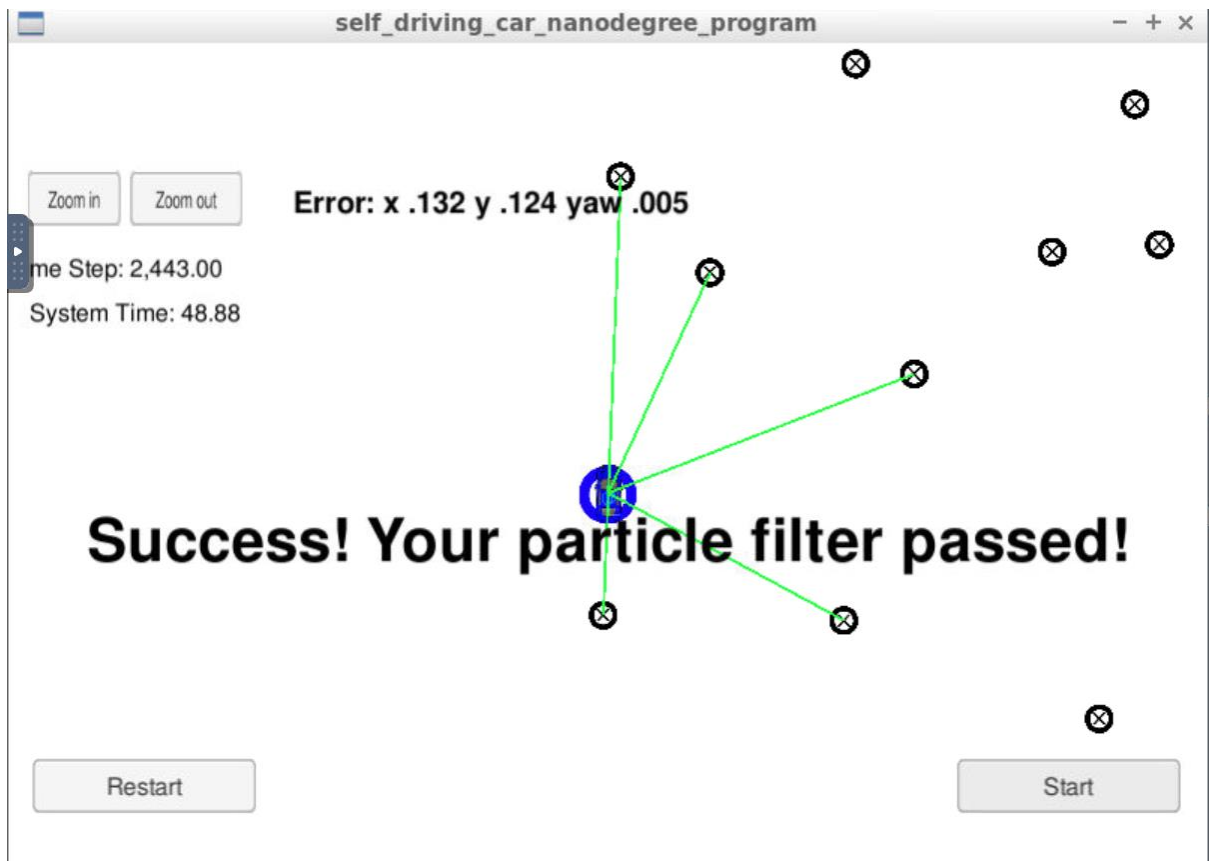 self_driving_car_nanodegree_program
Zoom in
Zoom out
Error: x .132 y .124 yaw .005
me Step: 2,443.00
System Time: 48.88
Success! Your particle filter passed!
Restart
Start